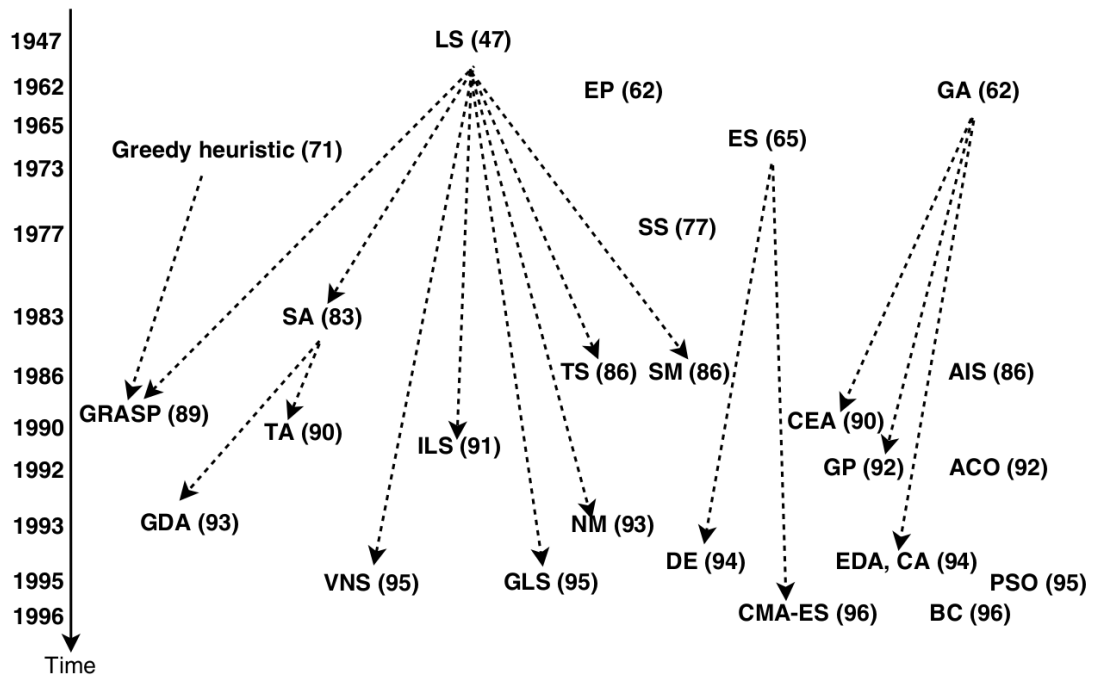 1947
LS (47)
1962
EP (62)
GA (62)
1965
ES (65)
Greedy heuristic (71)
1973
SS (77)
1977
1983
SA (83)
1986
TS (86)
SM (86)
AIS (86)
GRASP (89)
CEA (90)
1990
TA (90)
ILS (91)
1992
GP (92)
ACO (92)
1993
GDA (93)
NM (93)
DE (94)
EDA, CA (94)
1995
VNS (95)
GLS (95)
PSO (95)
1996
CMA-ES (96)
BC (96)
Time